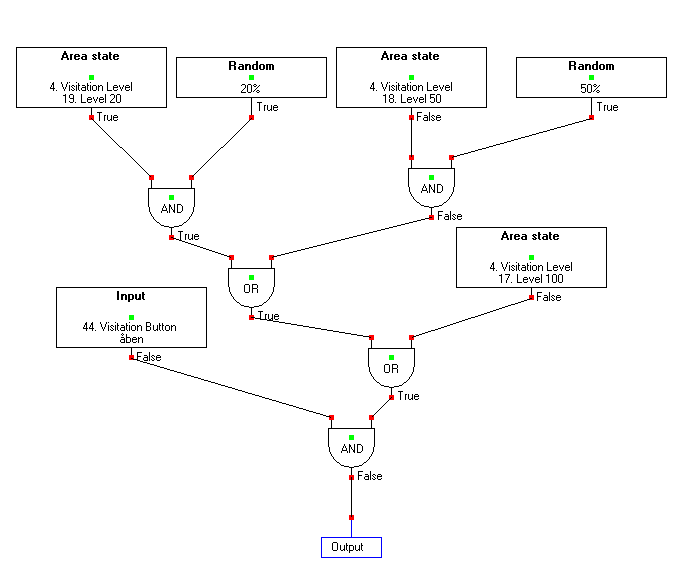 Area state
4. Visitation Level
19. Level 20
True
Random
20%
True
Area state
4. Visitation Level
18. Level 50
False
Random
50%
True
AND
True
AND
False
OR
True
Area state
4. Visitation Level
17. Level 100
False
Input
44. Visitation Button
åben
False
OR
True
AND
False
Output